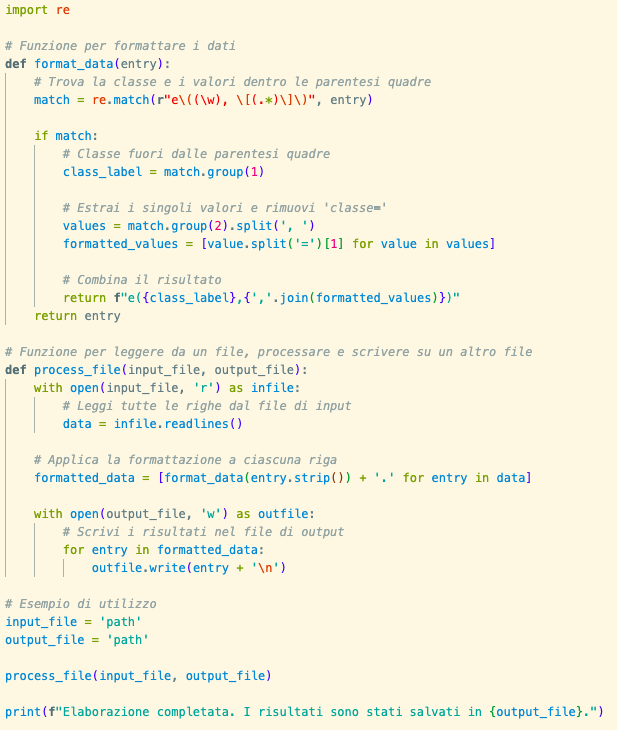 import re

# Funzione per formattare i dati
def format_data(entry):
    # Trova la classe e i valori dentro le parentesi quadre
    match = re.match(r"e\((\w), \[(.*)\]\)", entry)

    if match:
        # Classe fuori dalle parentesi quadre
        class_label = match.group(1)

        # Estrai i singoli valori e rimuovi 'classe='
        values = match.group(2).split(', ')
        formatted_values = [value.split('=')[1] for value in values]

        # Combina il risultato
        return f"e({class_label},{','.join(formatted_values)})"
    return entry

# Funzione per leggere da un file, processare e scrivere su un altro file
def process_file(input_file, output_file):
    with open(input_file, 'r') as infile:
        # Leggi tutte le righe dal file di input
        data = infile.readlines()

    # Applica la formattazione a ciascuna riga
    formatted_data = [format_data(entry.strip()) + '.' for entry in data]

    with open(output_file, 'w') as outfile:
        # Scrivi i risultati nel file di output
        for entry in formatted_data:
            outfile.write(entry + '\n')

# Esempio di utilizzo
input_file = 'path'
output_file = 'path'

process_file(input_file, output_file)

print(f"Elaborazione completata. I risultati sono stati salvati in {output_file}.")